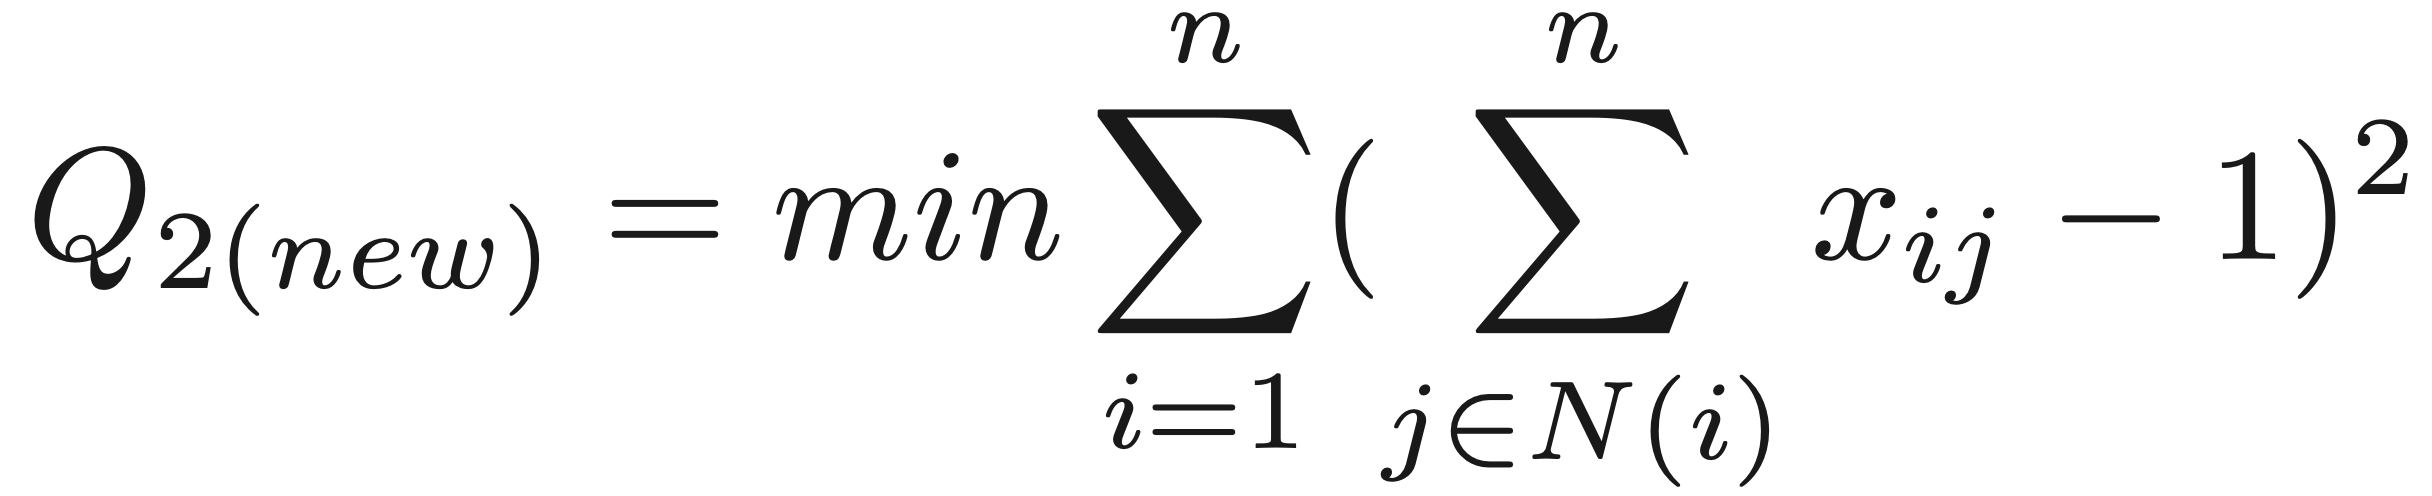 Q_{2(new)} = min \sum_{i=1}^{n} ( \sum_{j \in N(i)}^{n} x_{ij} - 1)^2